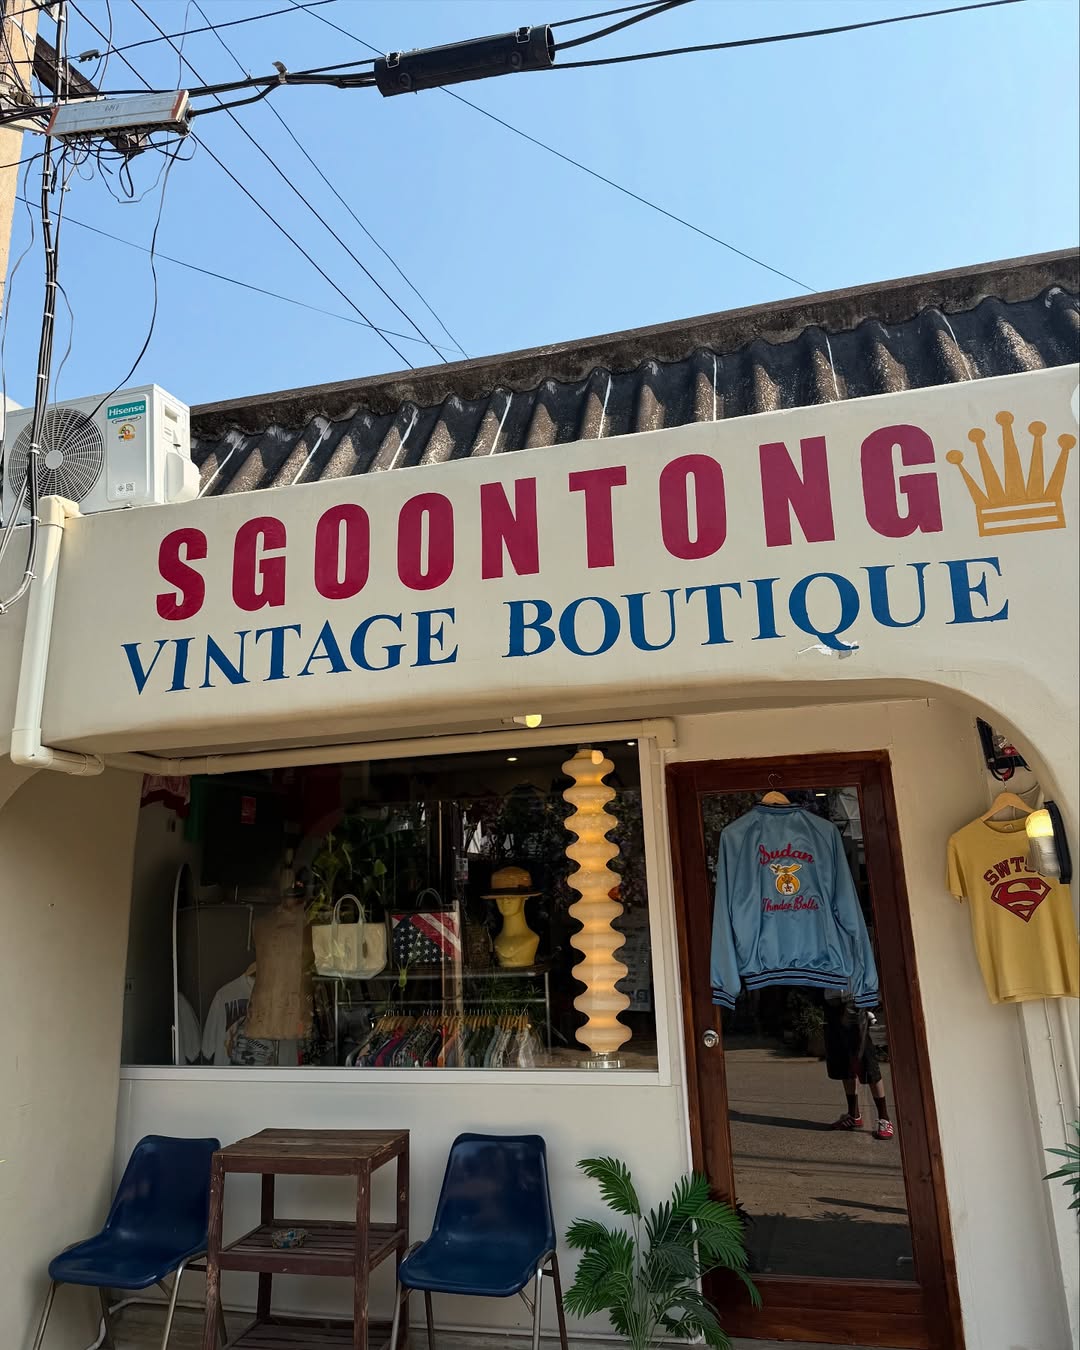 Hisense
SGOONTONG
VINTAGE BOUTIQUE
Sudan
Thunder Bolts